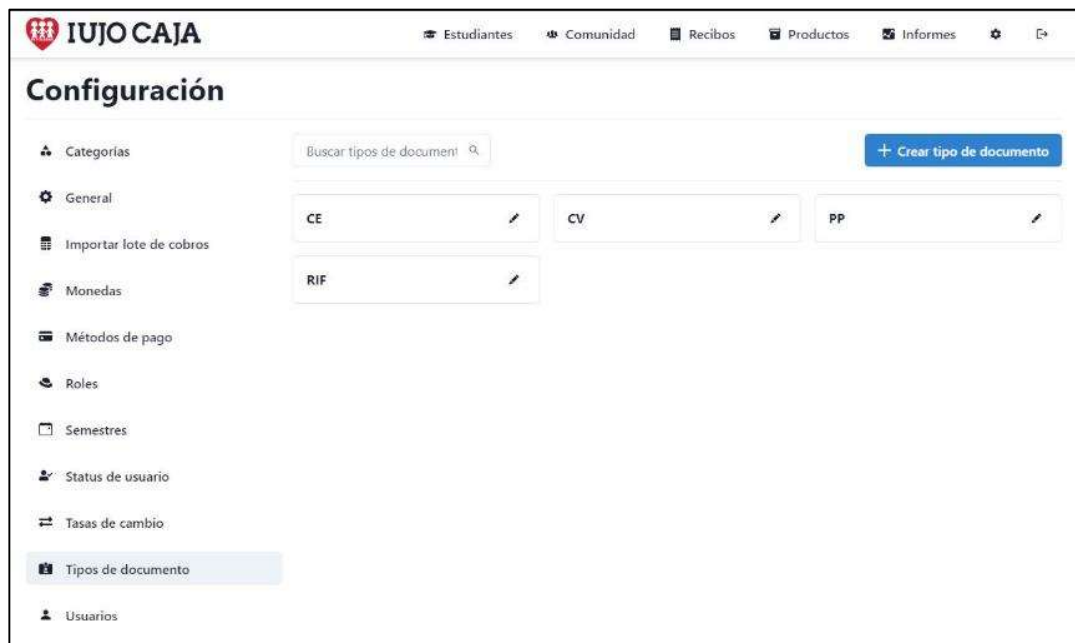 IUJO CAJA
Estudiantes
Comunidad
Recibos
Productos
Informes
Configuración
Categorías
General
Importar lote de cobros
Monedas
Métodos de pago
Roles
Semestres
Status de usuario
Tasas de cambio
Tipos de documento
Usuarios
Buscar tipos de document
+ Crear tipo de documento
CE
CV
PP
RIF